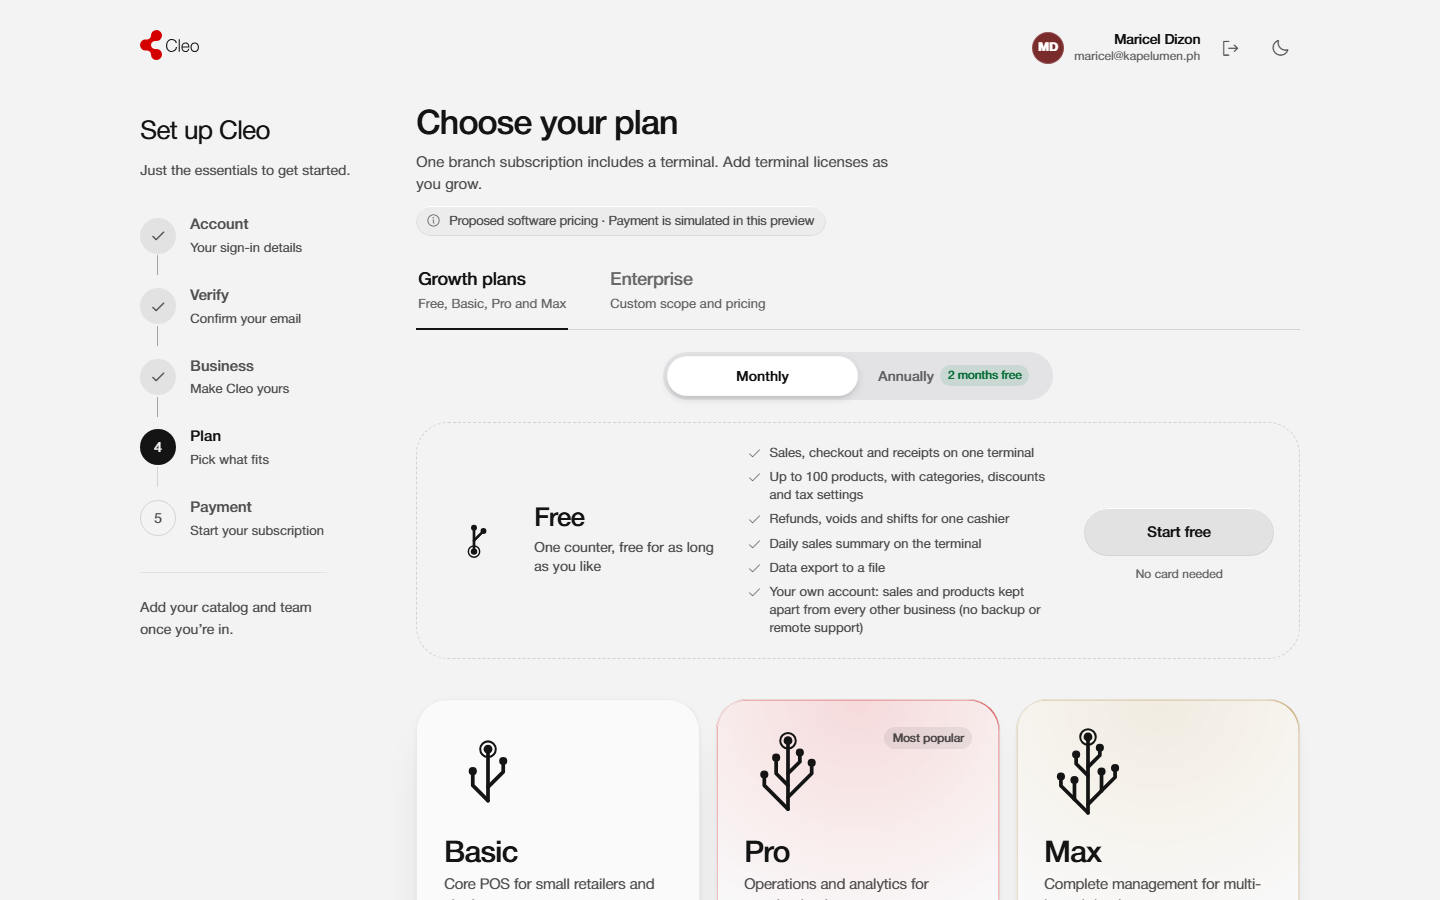 Cleo
MD
Maricel Dizon
maricel@kapelumen.ph
Set up Cleo
Just the essentials to get started.
Account
Your sign-in details
Verify
Confirm your email
Business
Make Cleo yours
4
Plan
Pick what fits
5
Payment
Start your subscription
Add your catalog and team
once you’re in.
Choose your plan
One branch subscription includes a terminal. Add terminal licenses as
you grow.
Proposed software pricing · Payment is simulated in this preview
Growth plans
Free, Basic, Pro and Max
Enterprise
Custom scope and pricing
Monthly
Annually
2 months free
Free
One counter, free for as long
as you like
Sales, checkout and receipts on one terminal
Up to 100 products, with categories, discounts
and tax settings
Refunds, voids and shifts for one cashier
Daily sales summary on the terminal
Data export to a file
Your own account: sales and products kept
apart from every other business (no backup or
remote support)
Start free
No card needed
Basic
Core POS for small retailers and
Most popular
Pro
Operations and analytics for
Max
Complete management for multi-